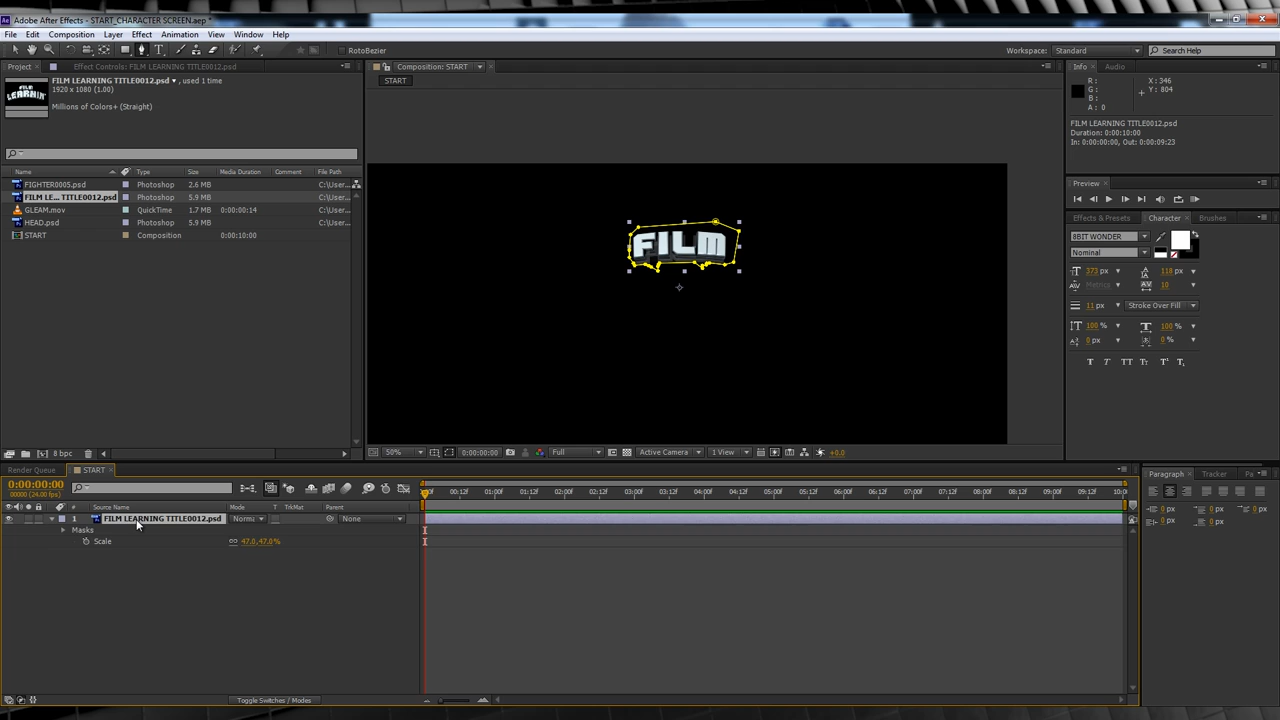 Adobe After Effects - START_CHARACTER SCREEN.aep *
File Edit Composition Layer Effect Animation View Window Help
RotoBezier
Workspace: Standard
Search Help
Project
Effect Controls: FILM LEARNING TITLE0012.psd
Composition: START
Info Audio
FILM LEARNING TITLE0012.psd ▾, used 1 time
1920 x 1080 (1.00)
Millions of Colors+ (Straight)
START
R:
G:
B:
A: 0
X: 346
Y: 804
FILM LEARNING TITLE0012.psd
Duration: 0:00:10:00
In: 0:00:00:00, Out: 0:00:09:23
Name Type Size Media Duration Comment File Path
FIGHTER0005.psd Photoshop 2.6 MB C:\User...
FILM LE... TITLE0012.psd Photoshop 5.9 MB C:\User...
GLEAM.mov QuickTime 1.7 MB 0:00:00:14 C:\User...
HEAD.psd Photoshop 5.9 MB C:\User...
START Composition 0:00:10:00
Preview
Effects & Presets Character Brushes
8BIT WONDER
Nominal
373 px 118 px
Metrics 10
11 px Stroke Over Fill
100 % 100 %
0 px 0 %
T T TT Tt T¹ T₁
FILM
8 bpc
50% 0:00:00:00 Full Active Camera 1 View +0.0
Render Queue START
0:00:00:00
00000 (24.00 fps)
# Source Name Mode T TrkMat Parent
1 FILM LEARNING TITLE0012.psd Norma None
Masks
Scale 47.0,47.0%
00:12f 01:00f 01:12f 02:00f 02:12f 03:00f 03:12f 04:00f 04:12f 05:00f 05:12f 06:00f 06:12f 07:00f 07:12f 08:00f 08:12f 09:00f 09:12f 10:00
Paragraph Tracker Pa
0 px 0 px 0 px
0 px 0 px
Toggle Switches / Modes